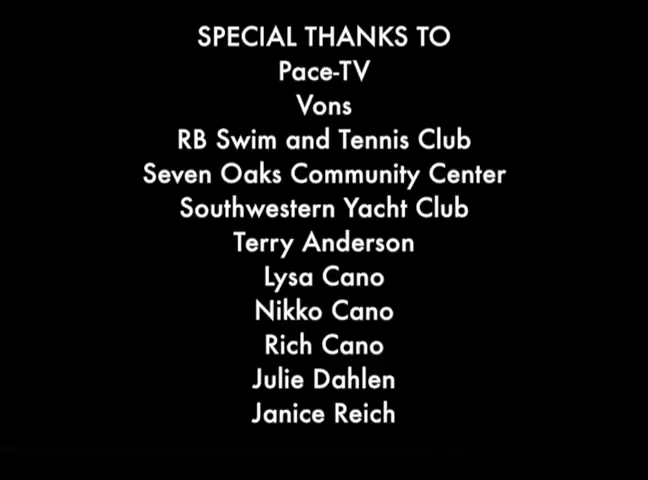 SPECIAL THANKS TO
Pace-TV
Vons
RB Swim and Tennis Club
Seven Oaks Community Center
Southwestern Yacht Club
Terry Anderson
Lysa Cano
Nikko Cano
Rich Cano
Julie Dahlen
Janice Reich